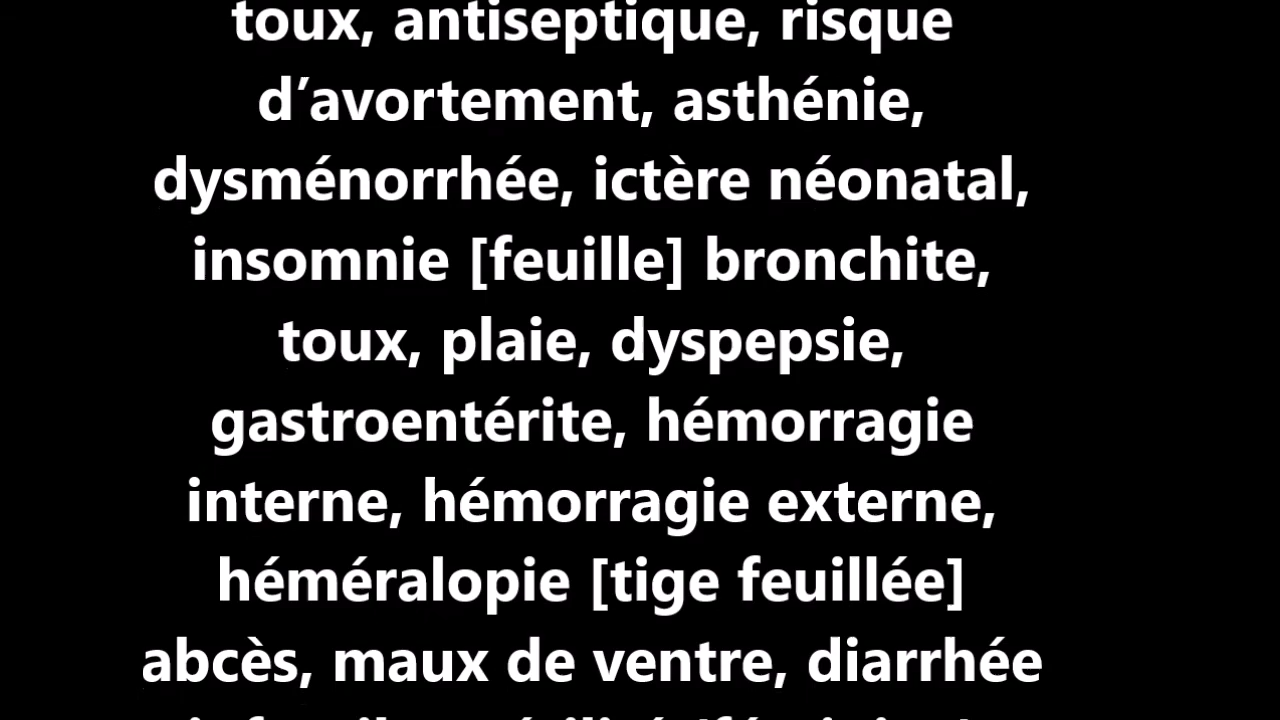 toux, antiseptique, risque
d’avortement, asthénie,
dysménorrhée, ictère néonatal,
insomnie [feuille] bronchite,
toux, plaie, dyspepsie,
gastroentérite, hémorragie
interne, hémorragie externe,
héméralopie [tige feuillée]
abcès, maux de ventre, diarrhée